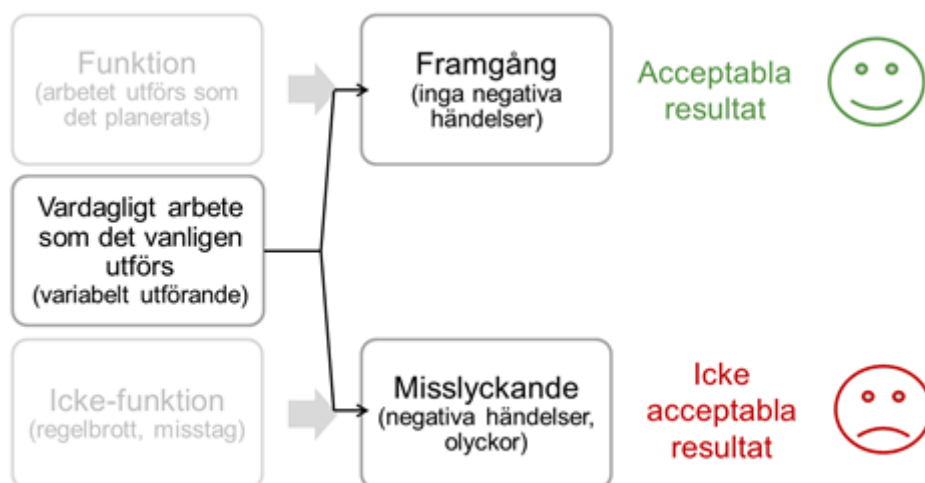 Funktion
(arbetet utförs som
det planerats)
Framgång
(inga negativa
händelser)
Acceptabla
resultat
Vardagligt arbete
som det vanligen
utförs
(variabelt utförande)
Icke-funktion
(regelbrott, misstag)
Misslyckande
(negativa händelser,
olyckor)
Icke
acceptabla
resultat